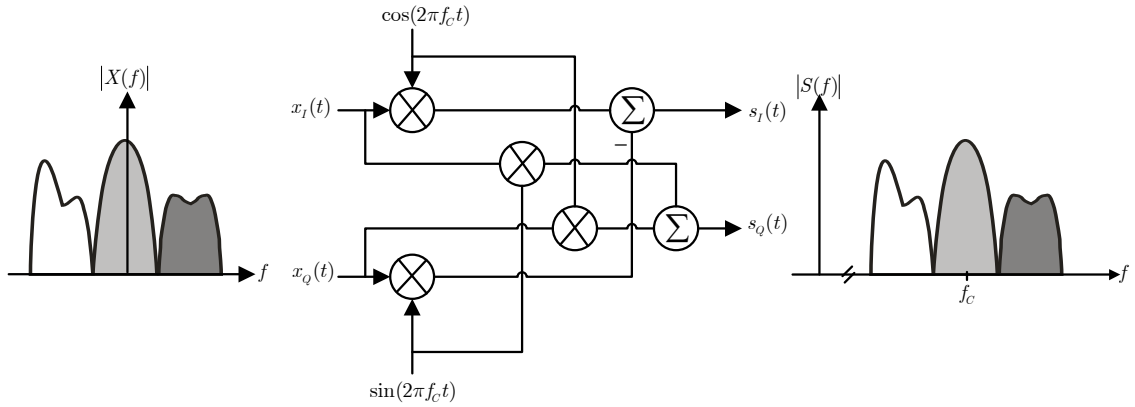 cos(2πf_C t)
|X(f)|
|S(f)|
x_I(t)
Σ
s_I(t)
−
x_Q(t)
Σ
s_Q(t)
f
f_C
f
sin(2πf_C t)